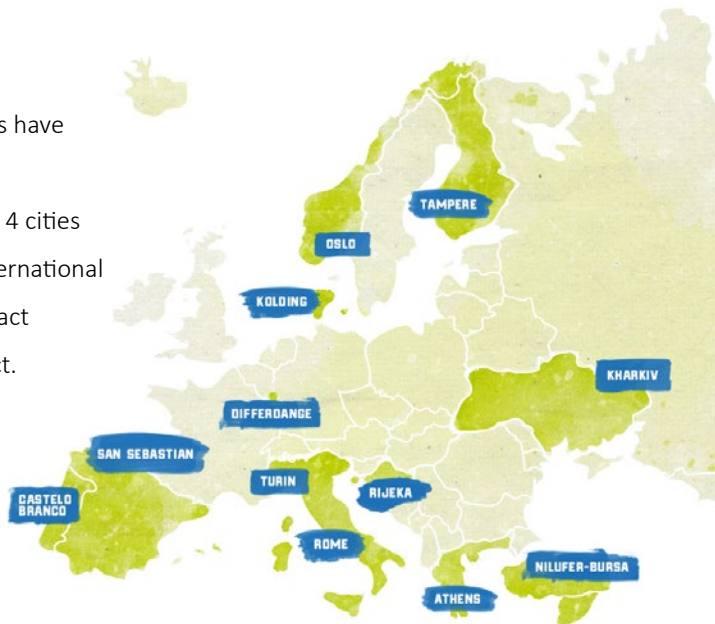 s have
4 cities
ernational
act
ct.
TAMPERE
OSLO
KOLDING
KHARKIV
DIFFERDANGE
SAN SEBASTIAN
TURIN
RIJEKA
CASTELO
BRANCO
ROME
NILUFER-BURSA
ATHENS